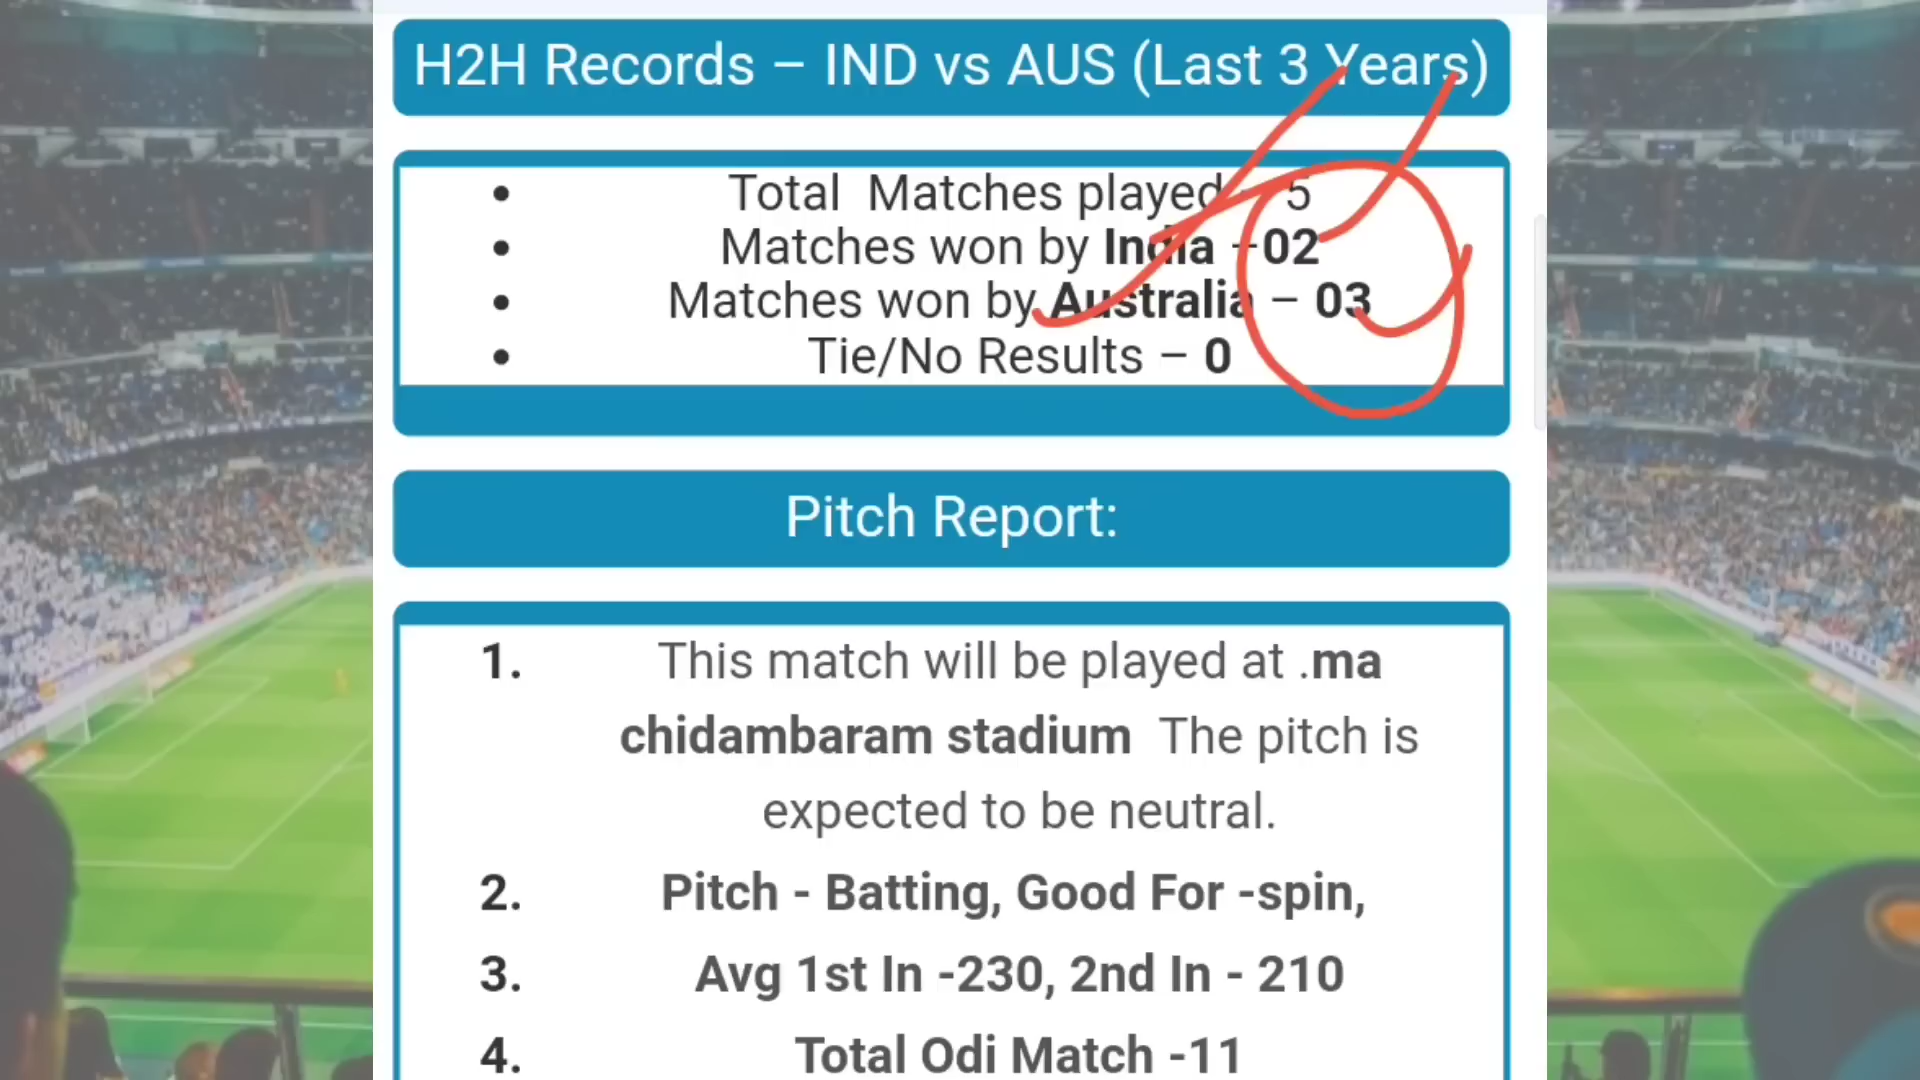 H2H Records – IND vs AUS (Last 3 Years)
Total Matches played – 5
Matches won by India –02
Matches won by Australia – 03
Tie/No Results – 0
Pitch Report:
1. This match will be played at .ma
chidambaram stadium The pitch is
expected to be neutral.
2. Pitch - Batting, Good For -spin,
3. Avg 1st In -230, 2nd In - 210
4. Total Odi Match -11